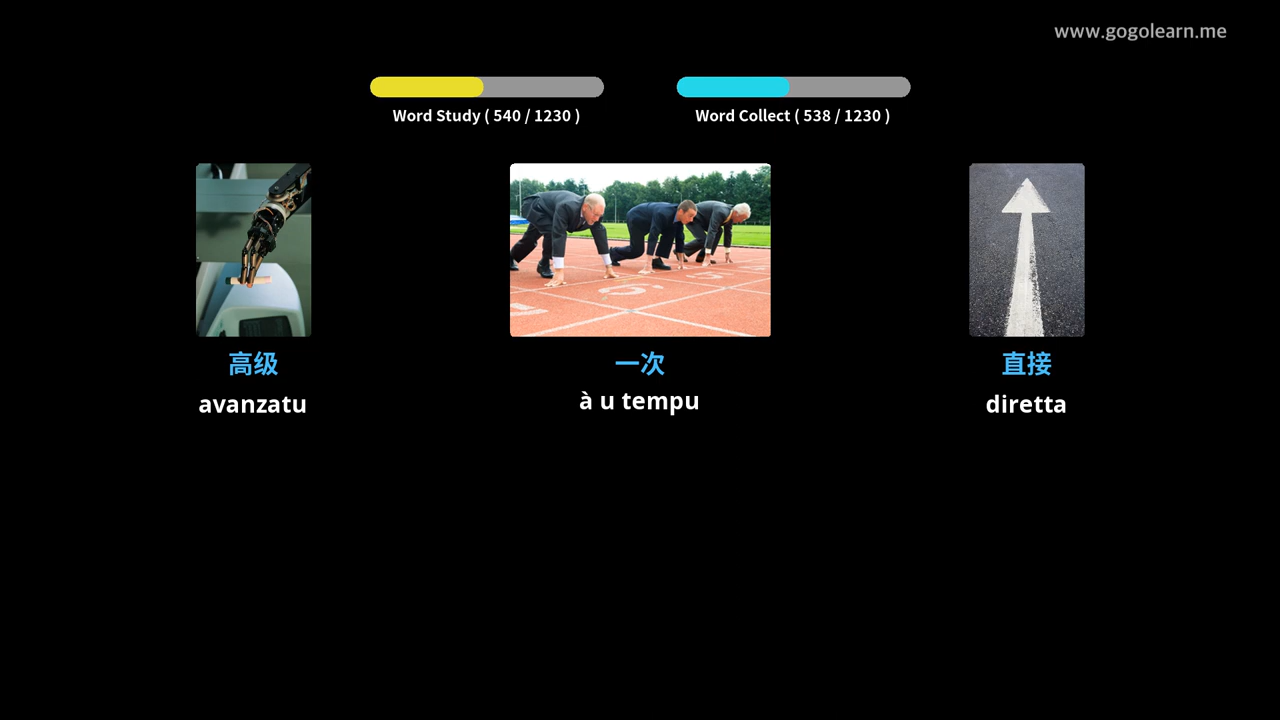 www.gogolearn.me
Word Study ( 540 / 1230 )
Word Collect ( 538 / 1230 )
高级
一次
直接
avanzatu
à u tempu
diretta